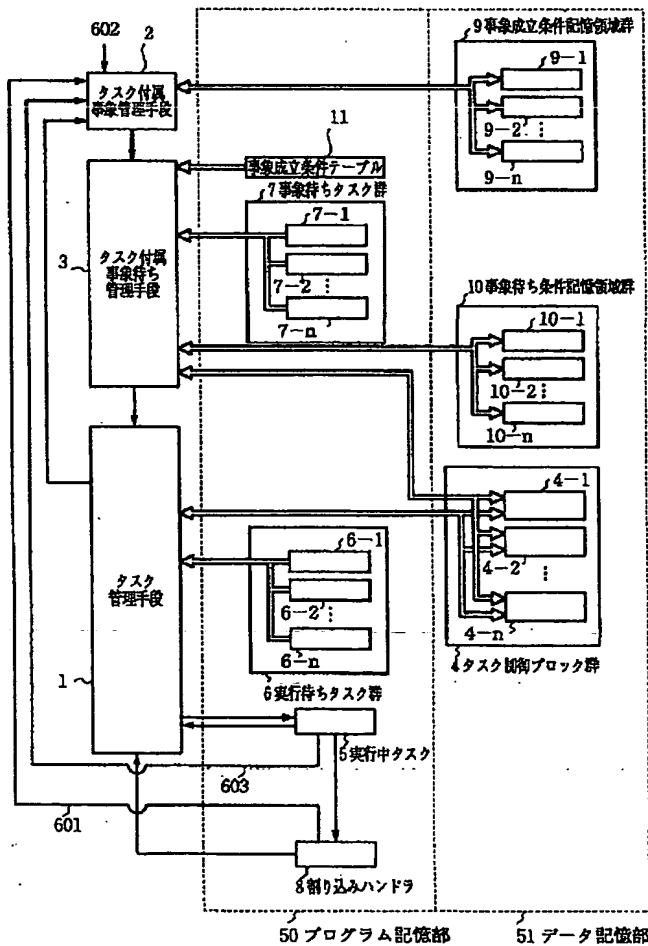 602
2
タスク付属
事象管理手段
9事象成立条件記憶領域群
9-1
9-2
9-n
11
事象成立条件テーブル
7事象待ちタスク群
7-1
7-2
7-n
3
タスク付属
事象待ち
管理手段
10事象待ち条件記憶領域群
10-1
10-2
10-n
4-1
4-2
4-n
4タスク制御ブロック群
タスク
管理手段
1
6-1
6-2
6-n
6実行待ちタスク群
5実行中タスク
603
601
8割り込みハンドラ
50 プログラム記憶部
51 データ記憶部